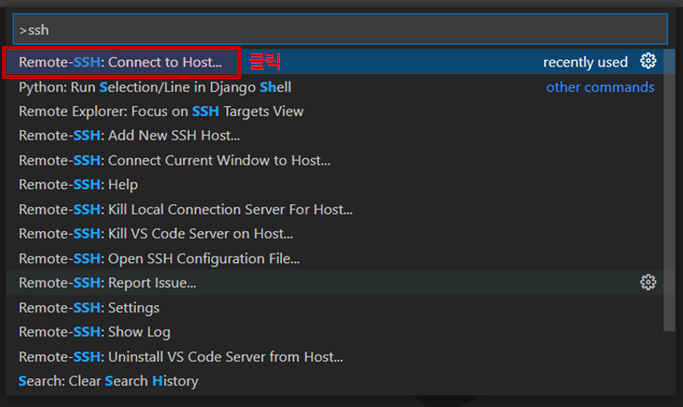 >ssh
Remote-SSH: Connect to Host... 클릭 recently used
Python: Run Selection/Line in Django Shell other commands
Remote Explorer: Focus on SSH Targets View
Remote-SSH: Add New SSH Host...
Remote-SSH: Connect Current Window to Host...
Remote-SSH: Help
Remote-SSH: Kill Local Connection Server For Host...
Remote-SSH: Kill VS Code Server on Host...
Remote-SSH: Open SSH Configuration File...
Remote-SSH: Report Issue...
Remote-SSH: Settings
Remote-SSH: Show Log
Remote-SSH: Uninstall VS Code Server from Host...
Search: Clear Search History